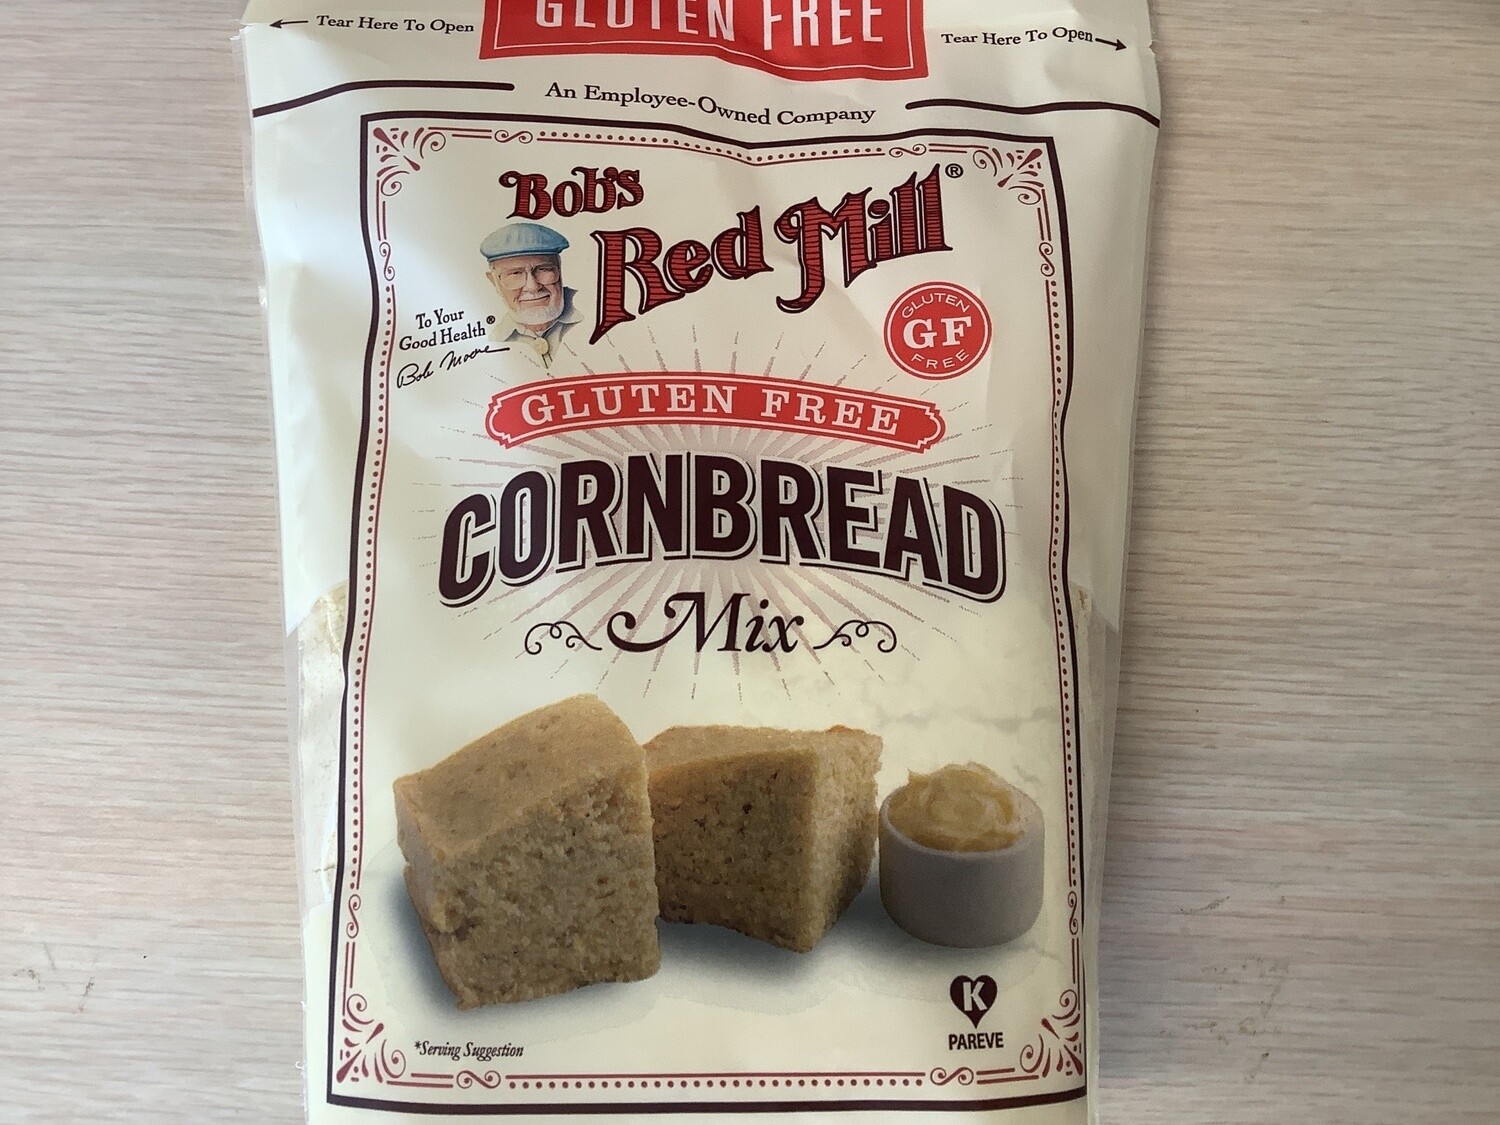 GLUTEN FREE
Tear Here To Open
Tear Here To Open
An Employee-Owned Company
Bob's
Red Mill®
To Your
Good Health®
Bob Moore
GLUTEN
GF
FREE
GLUTEN FREE
CORNBREAD
Mix
K
PAREVE
*Serving Suggestion